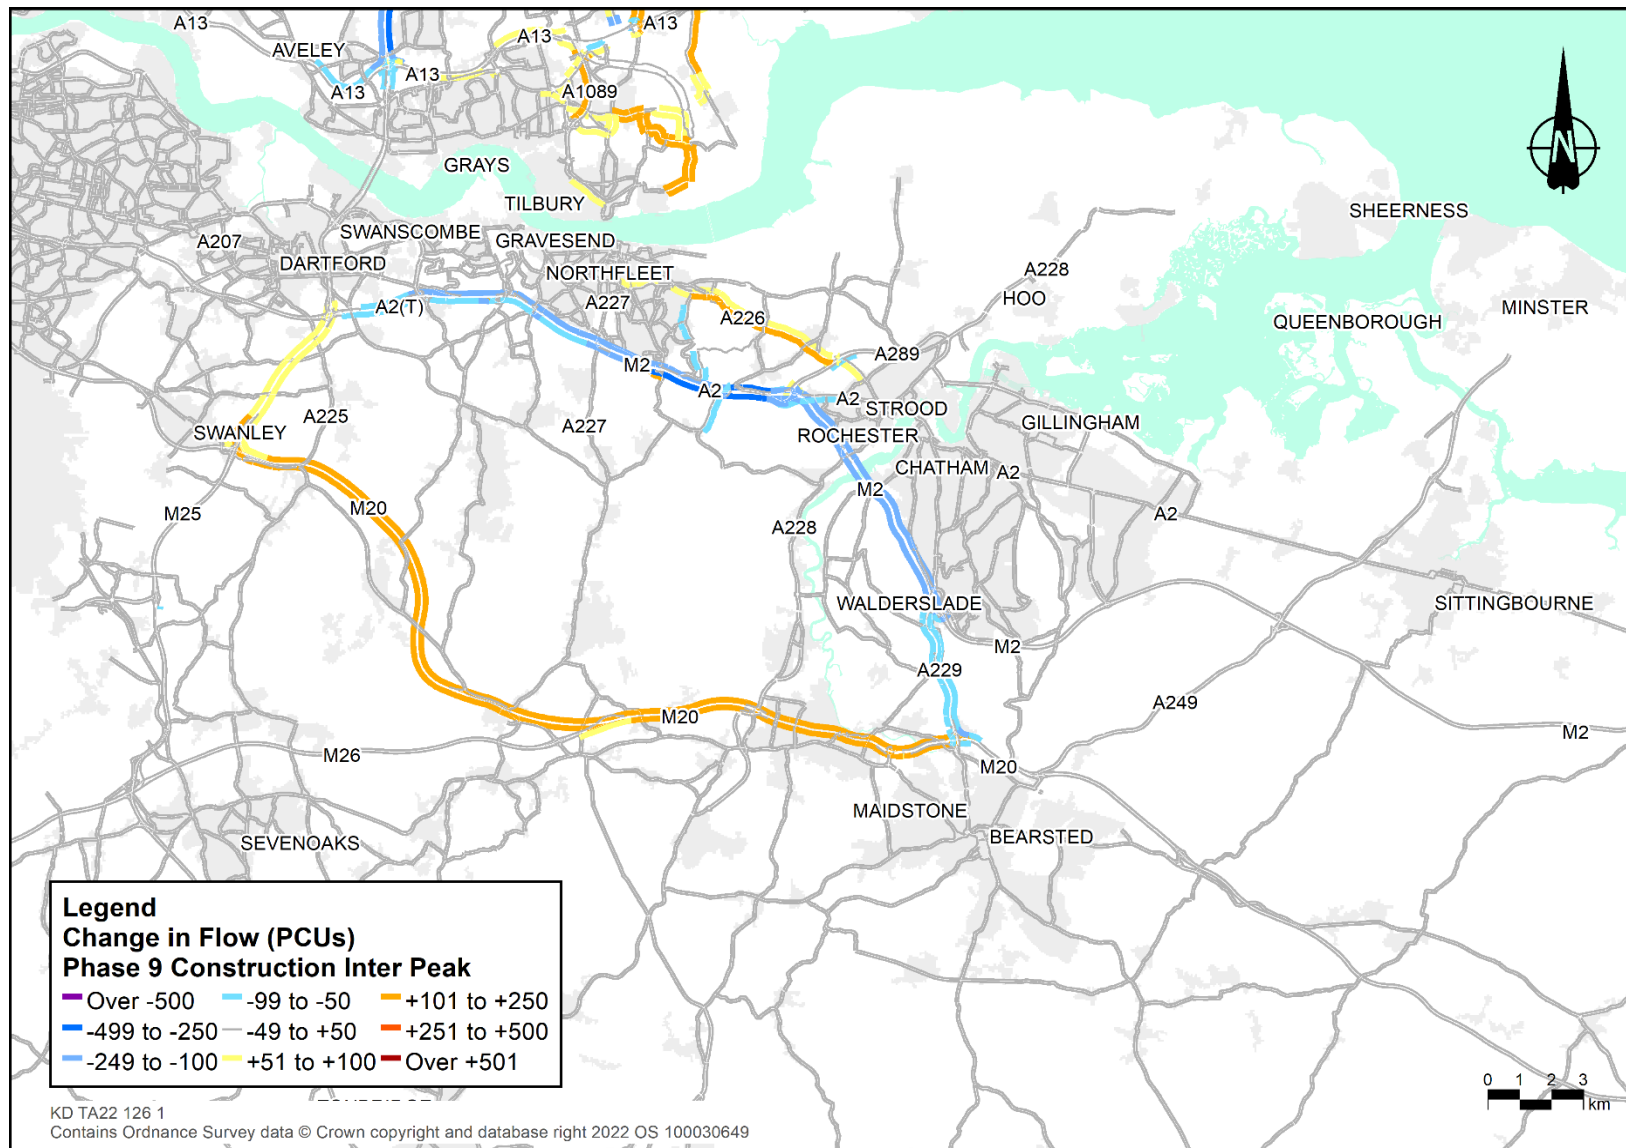 A13
A13
A13
AVELEY
A13
A13
A1089
GRAYS
TILBURY
SHEERNESS
SWANSCOMBE
A207
GRAVESEND
DARTFORD
NORTHFLEET
A228
HOO
A2(T)
A227
MINSTER
A226
QUEENBOROUGH
A289
M2
A2
A2
STROOD
A225
A227
SWANLEY
ROCHESTER
GILLINGHAM
CHATHAM
A2
M2
M20
M25
A2
A228
WALDERSLADE
SITTINGBOURNE
M2
A229
A249
M20
M2
M26
M20
MAIDSTONE
BEARSTED
SEVENOAKS
N
Legend
Change in Flow (PCUs)
Phase 9 Construction Inter Peak
Over -500 -99 to -50 +101 to +250
-499 to -250 -49 to +50 +251 to +500
-249 to -100 +51 to +100 Over +501
0 1 2 3
km
KD TA22 126 1
Contains Ordnance Survey data © Crown copyright and database right 2022 OS 100030649